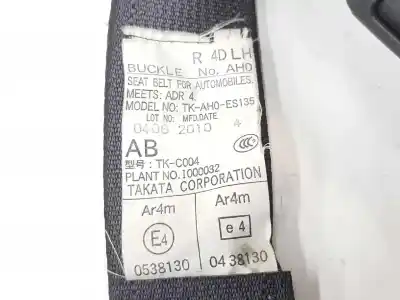 R 4D LH
BUCKLE No. AH0
SEAT BELT FOR AUTOMOBILES.
MEETS: ADR 4.
MODEL NO: TK-AH0-ES135
LOT NO: MFD.DATE
0406 2010 4
AB
型号: TK-C004
PLANT NO.1000032
TAKATA CORPORATION
Ar4m Ar4m
E4 e 4
0538130 04 38130